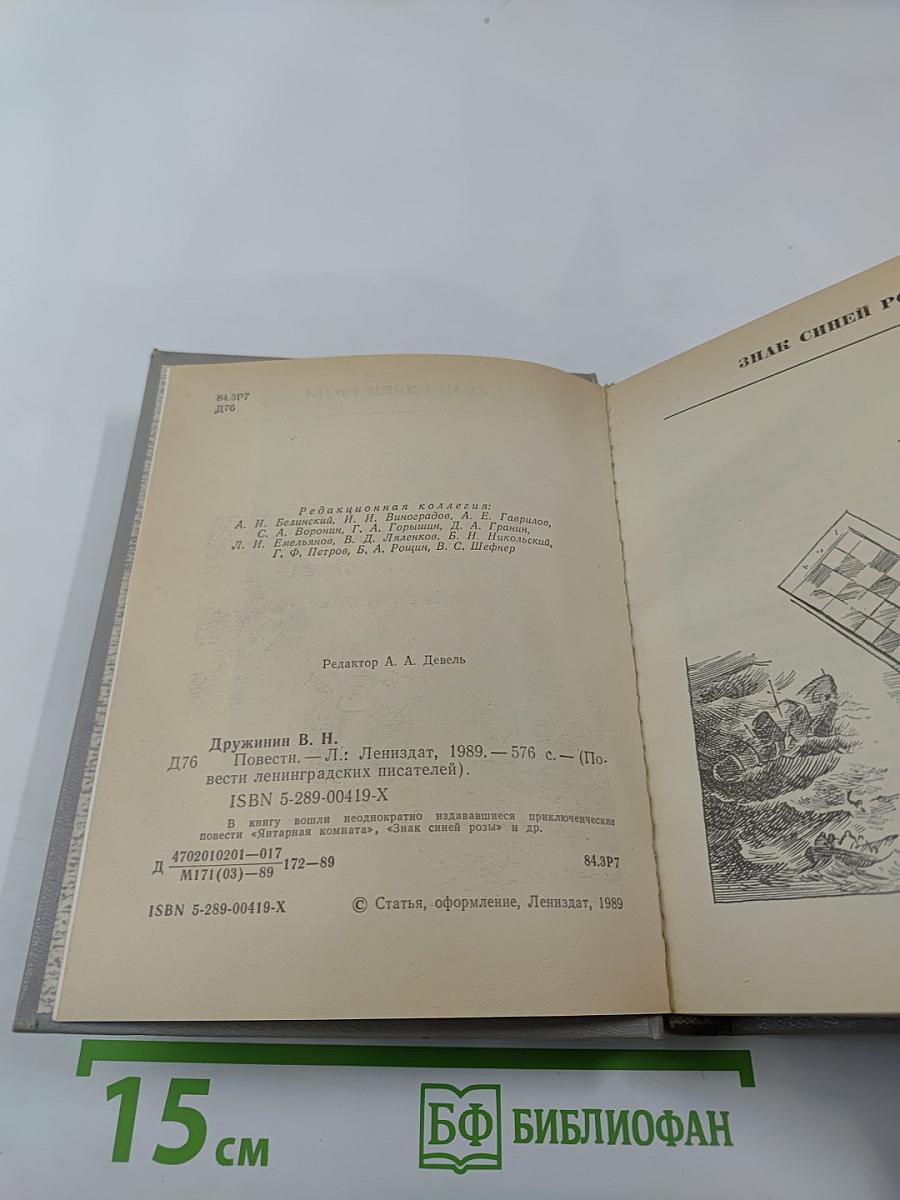 84.3Р7
Д76
Редакционная коллегия:
А. И. Белинский, И. И. Виноградов, А. Е. Гаврилов,
С. А. Воронин, Г. А. Горышин, Д. А. Гранин,
Л. Н. Емельянов, В. Д. Ляленков, Б. Н. Никольский,
Г. Ф. Петров, Б. А. Рощин, В. С. Шефнер
Редактор А. А. Девель
Дружинин В. Н.
Д76 Повести. — Л.: Лениздат, 1989. — 576 с. — (По-
вести ленинградских писателей).
ISBN 5-289-00419-X
В книгу вошли неоднократно издававшиеся приключенческие
повести «Янтарная комната», «Знак синей розы» и др.
Д 4702010201—017
М171(03)—89 172—89 84.3Р7
ISBN 5-289-00419-X © Статья, оформление, Лениздат, 1989
ЗНАК СИНЕЙ
15 см
БФ БИБЛИОФАН